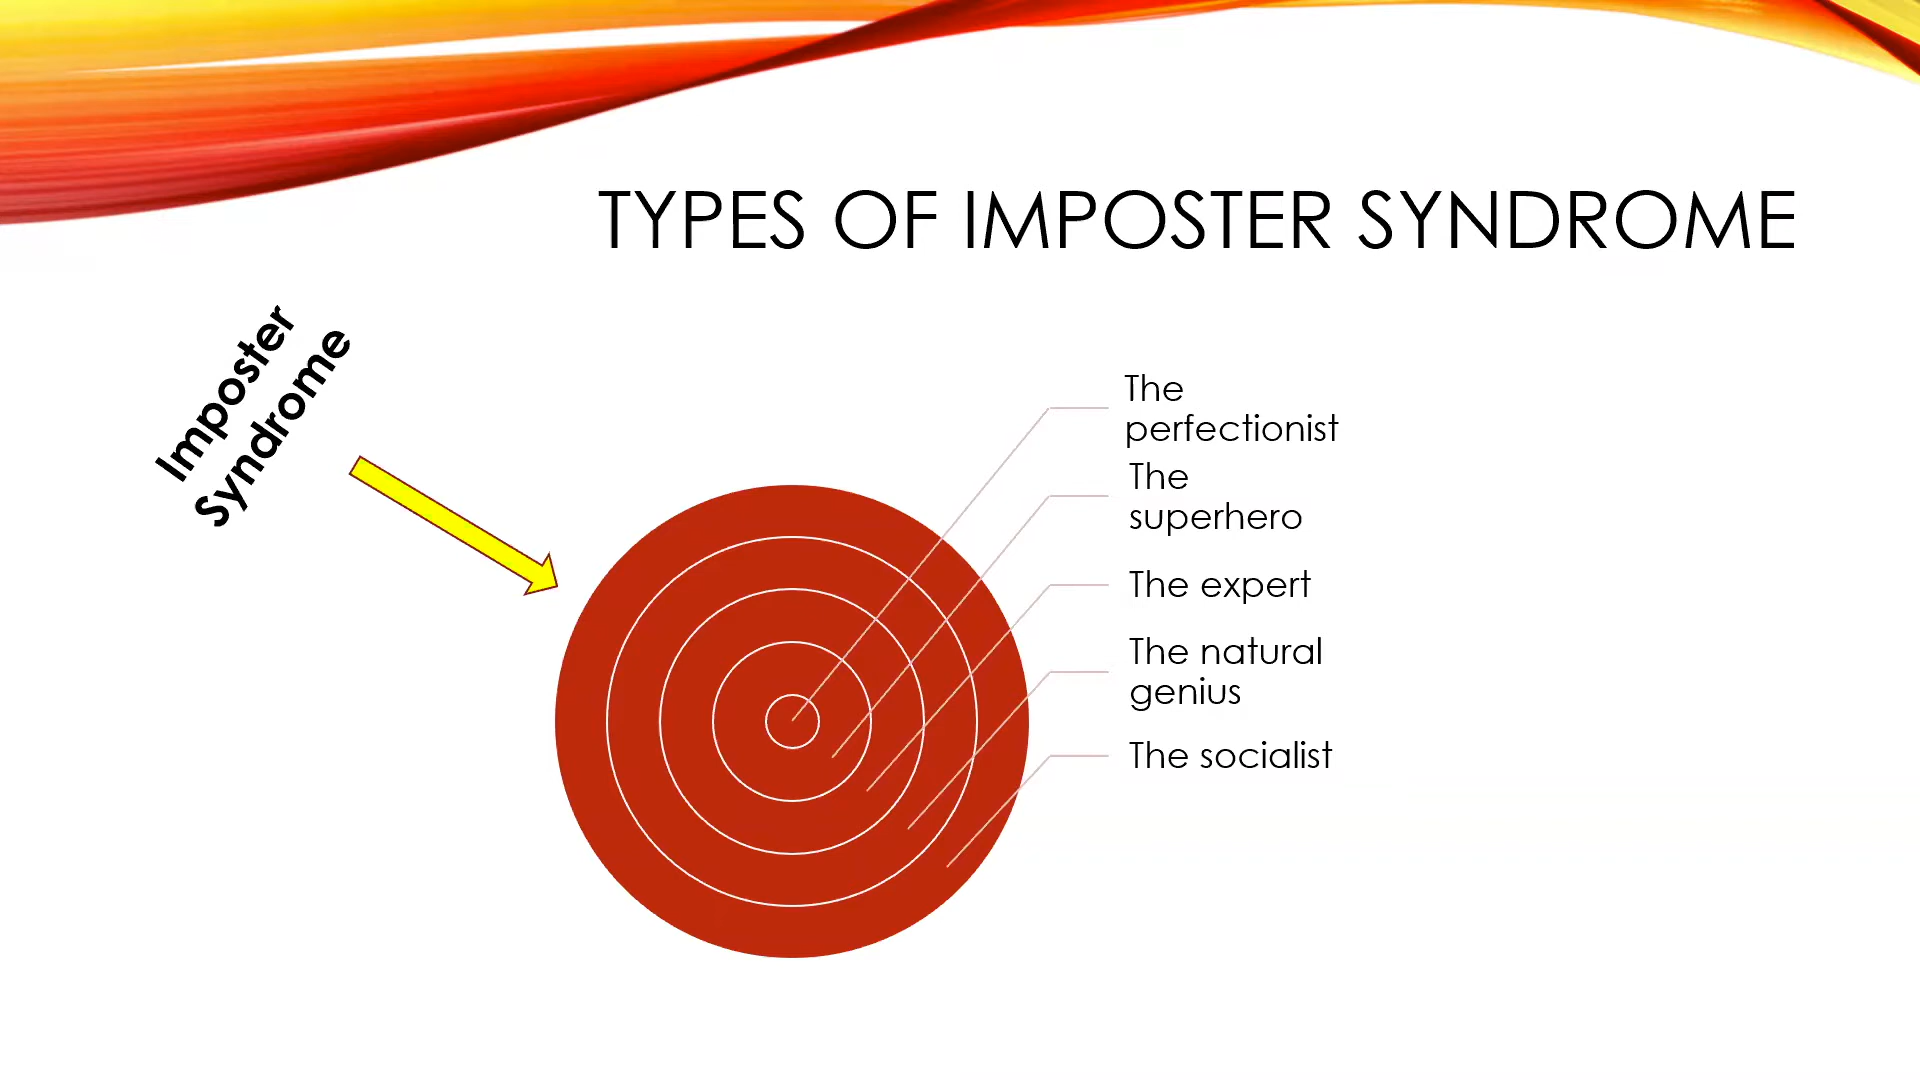 TYPES OF IMPOSTER SYNDROME
Imposter
Syndrome
The
perfectionist
The
superhero
The expert
The natural
genius
The socialist